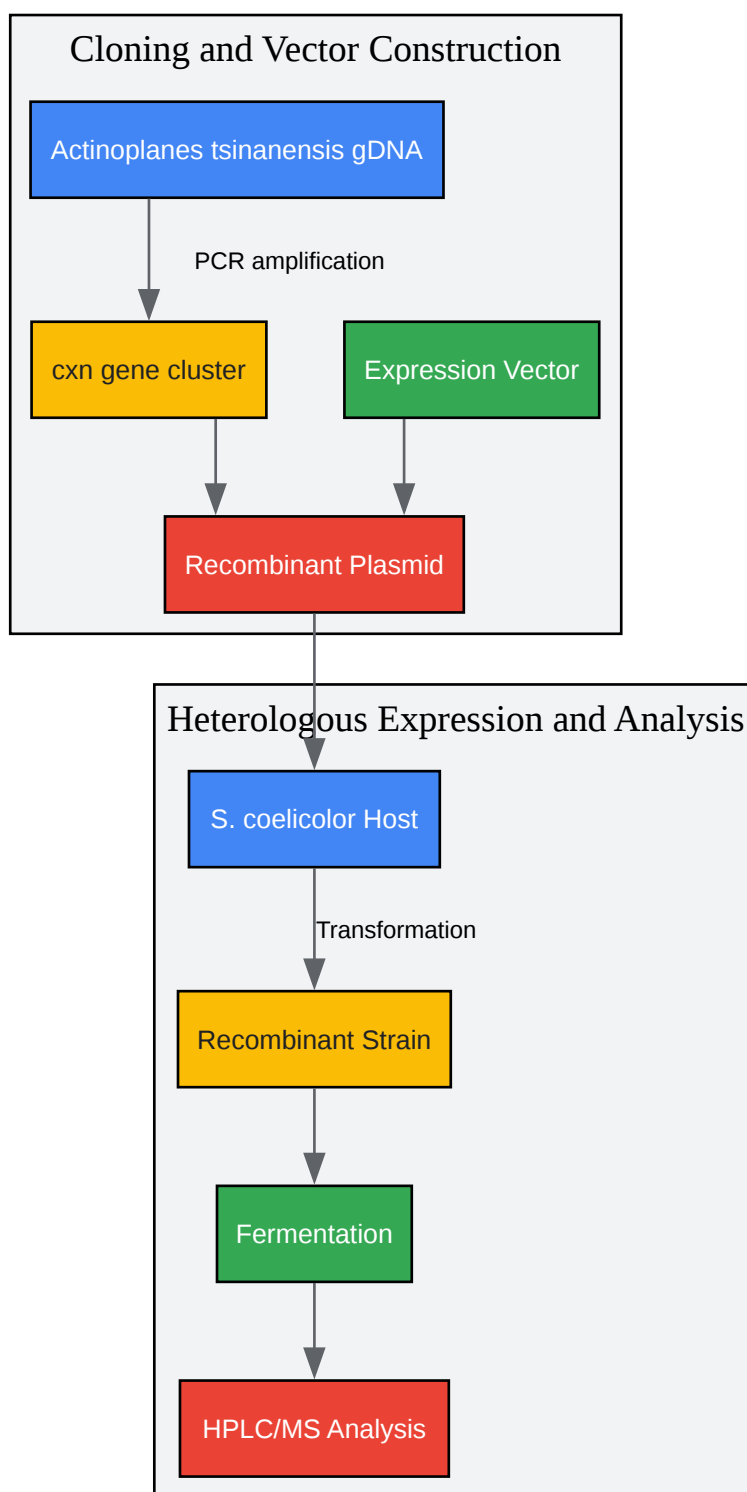 Cloning and Vector Construction
Actinoplanes tsinanensis gDNA
PCR amplification
cxn gene cluster
Expression Vector
Recombinant Plasmid
Heterologous Expression and Analysis
S. coelicolor Host
Transformation
Recombinant Strain
Fermentation
HPLC/MS Analysis